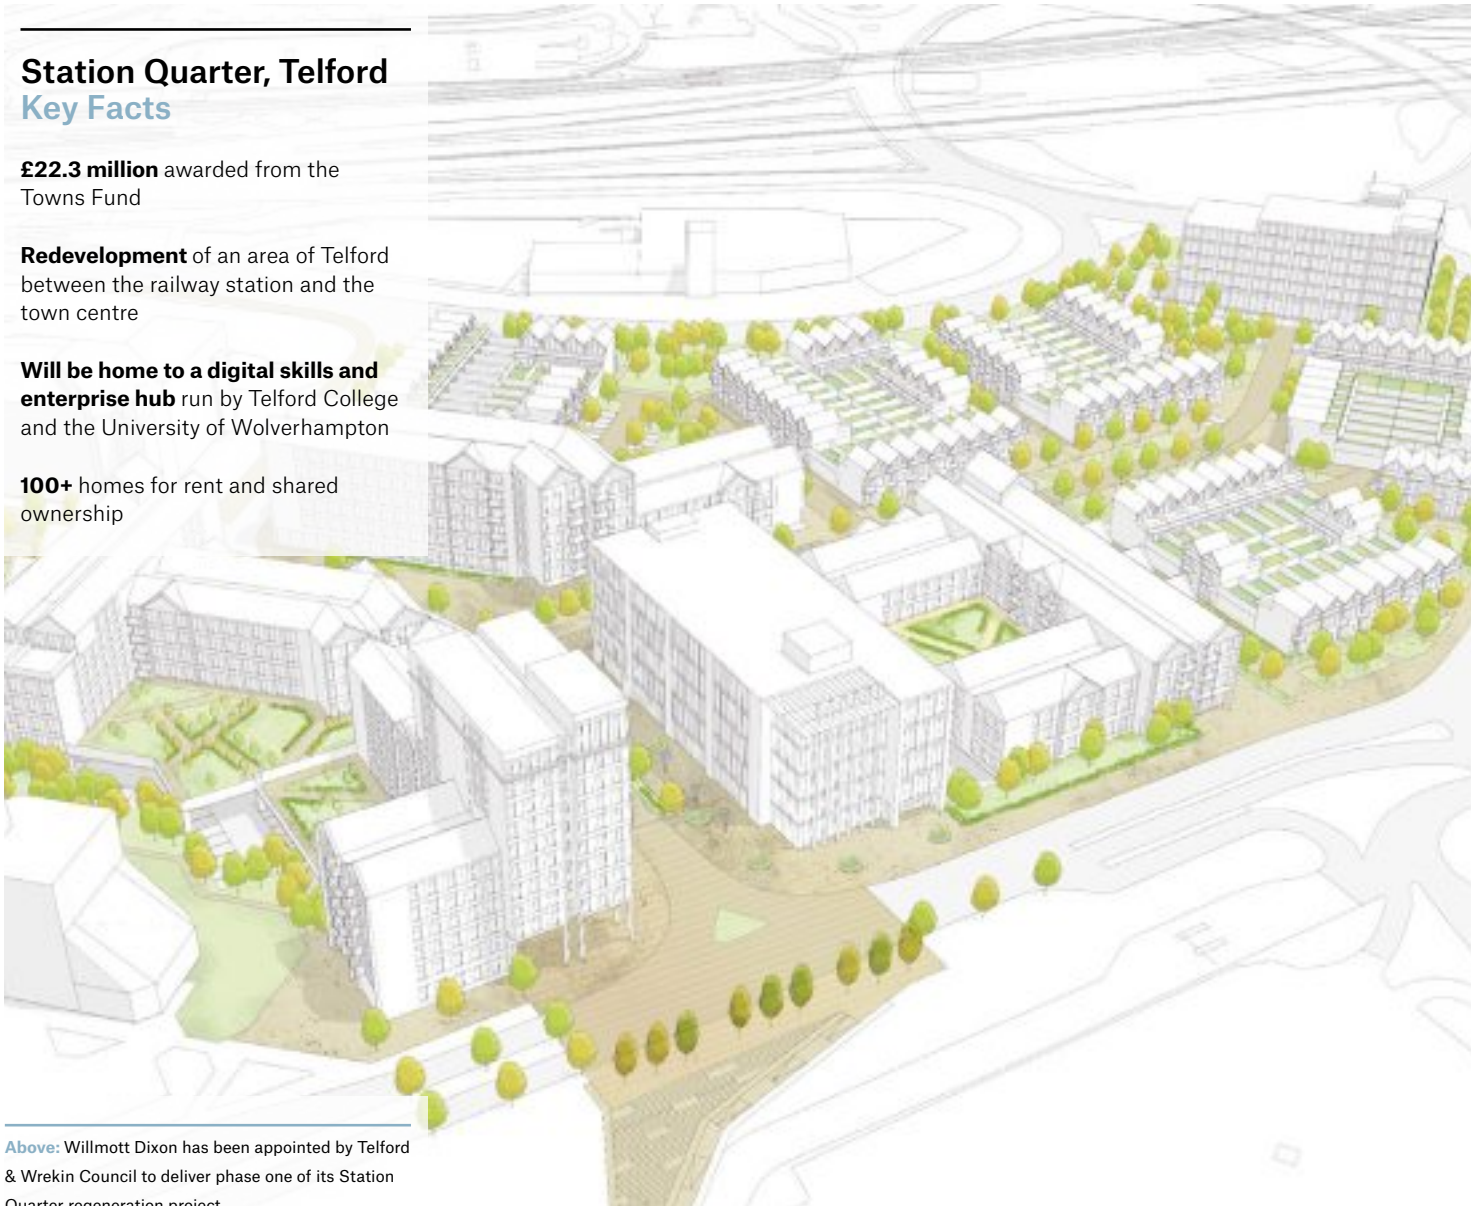 Station Quarter, Telford
Key Facts
£22.3 million awarded from the
Towns Fund
Redevelopment of an area of Telford
between the railway station and the
town centre
Will be home to a digital skills and
enterprise hub run by Telford College
and the University of Wolverhampton
100+ homes for rent and shared
ownership
Above: Willmott Dixon has been appointed by Telford
& Wrekin Council to deliver phase one of its Station
Quarter regeneration project